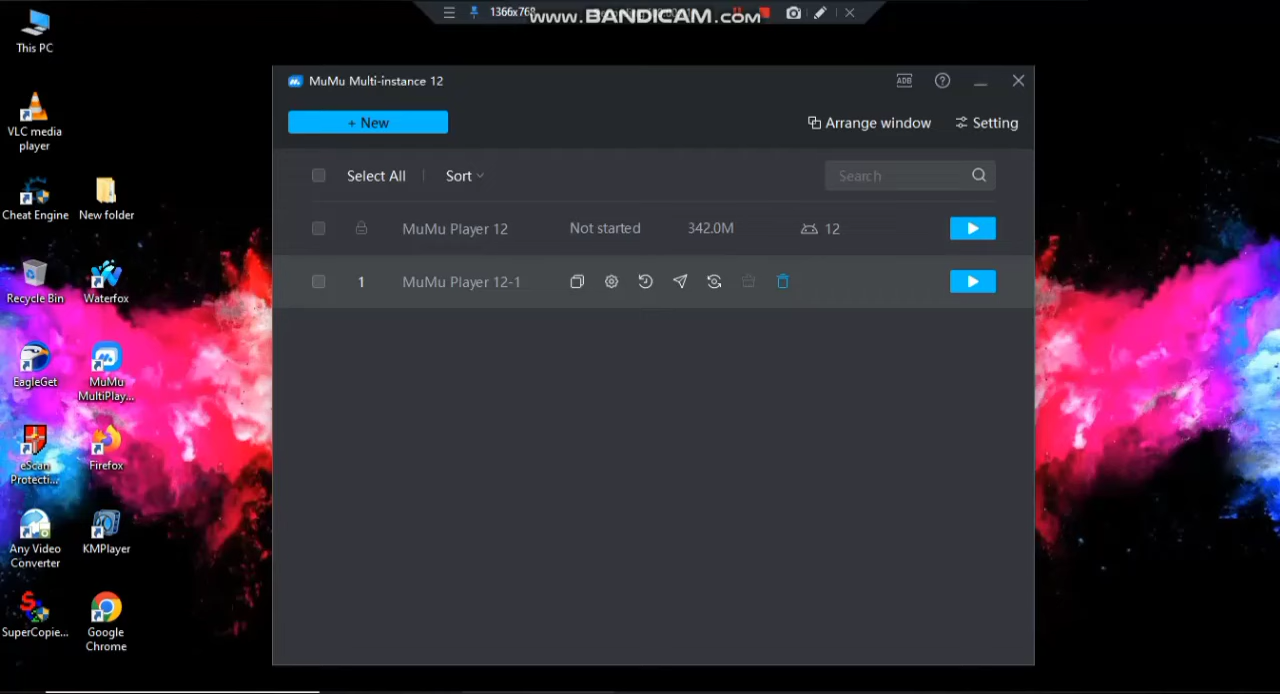 1366x768
www.BANDICAM.com
This PC
MuMu Multi-instance 12
ADB
+ New
Arrange window
Setting
VLC media
player
Select All
Sort
Search
Cheat Engine
New folder
MuMu Player 12
Not started
342.0M
12
1
MuMu Player 12-1
Recycle Bin
Waterfox
EagleGet
MuMu
MultiPlay...
eScan
Protecti...
Firefox
Any Video
Converter
KMPlayer
SuperCopie...
Google
Chrome